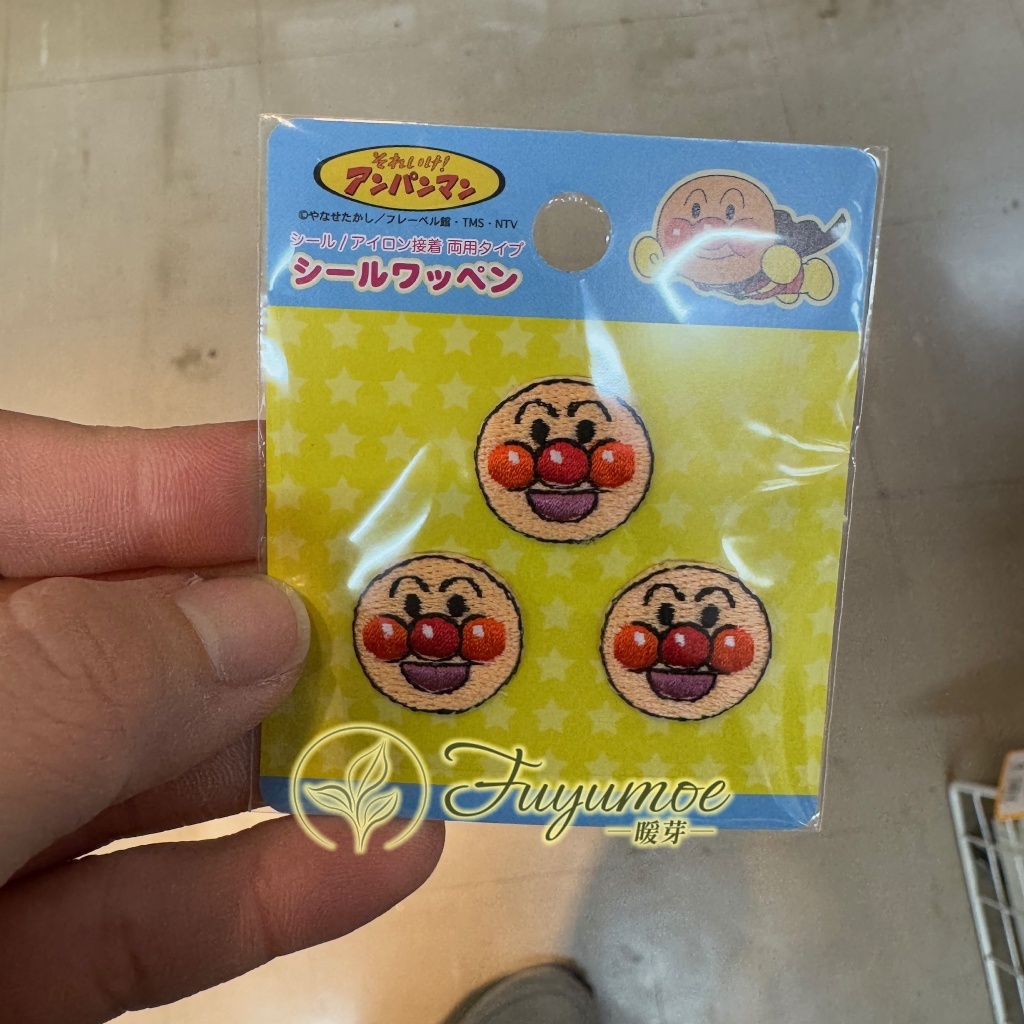 それいけ!
アンパンマン
©やなせたかし／フレーベル館・TMS・NTV
シール / アイロン接着 両用タイプ
シールワッペン
Fuyumoe
暖芽